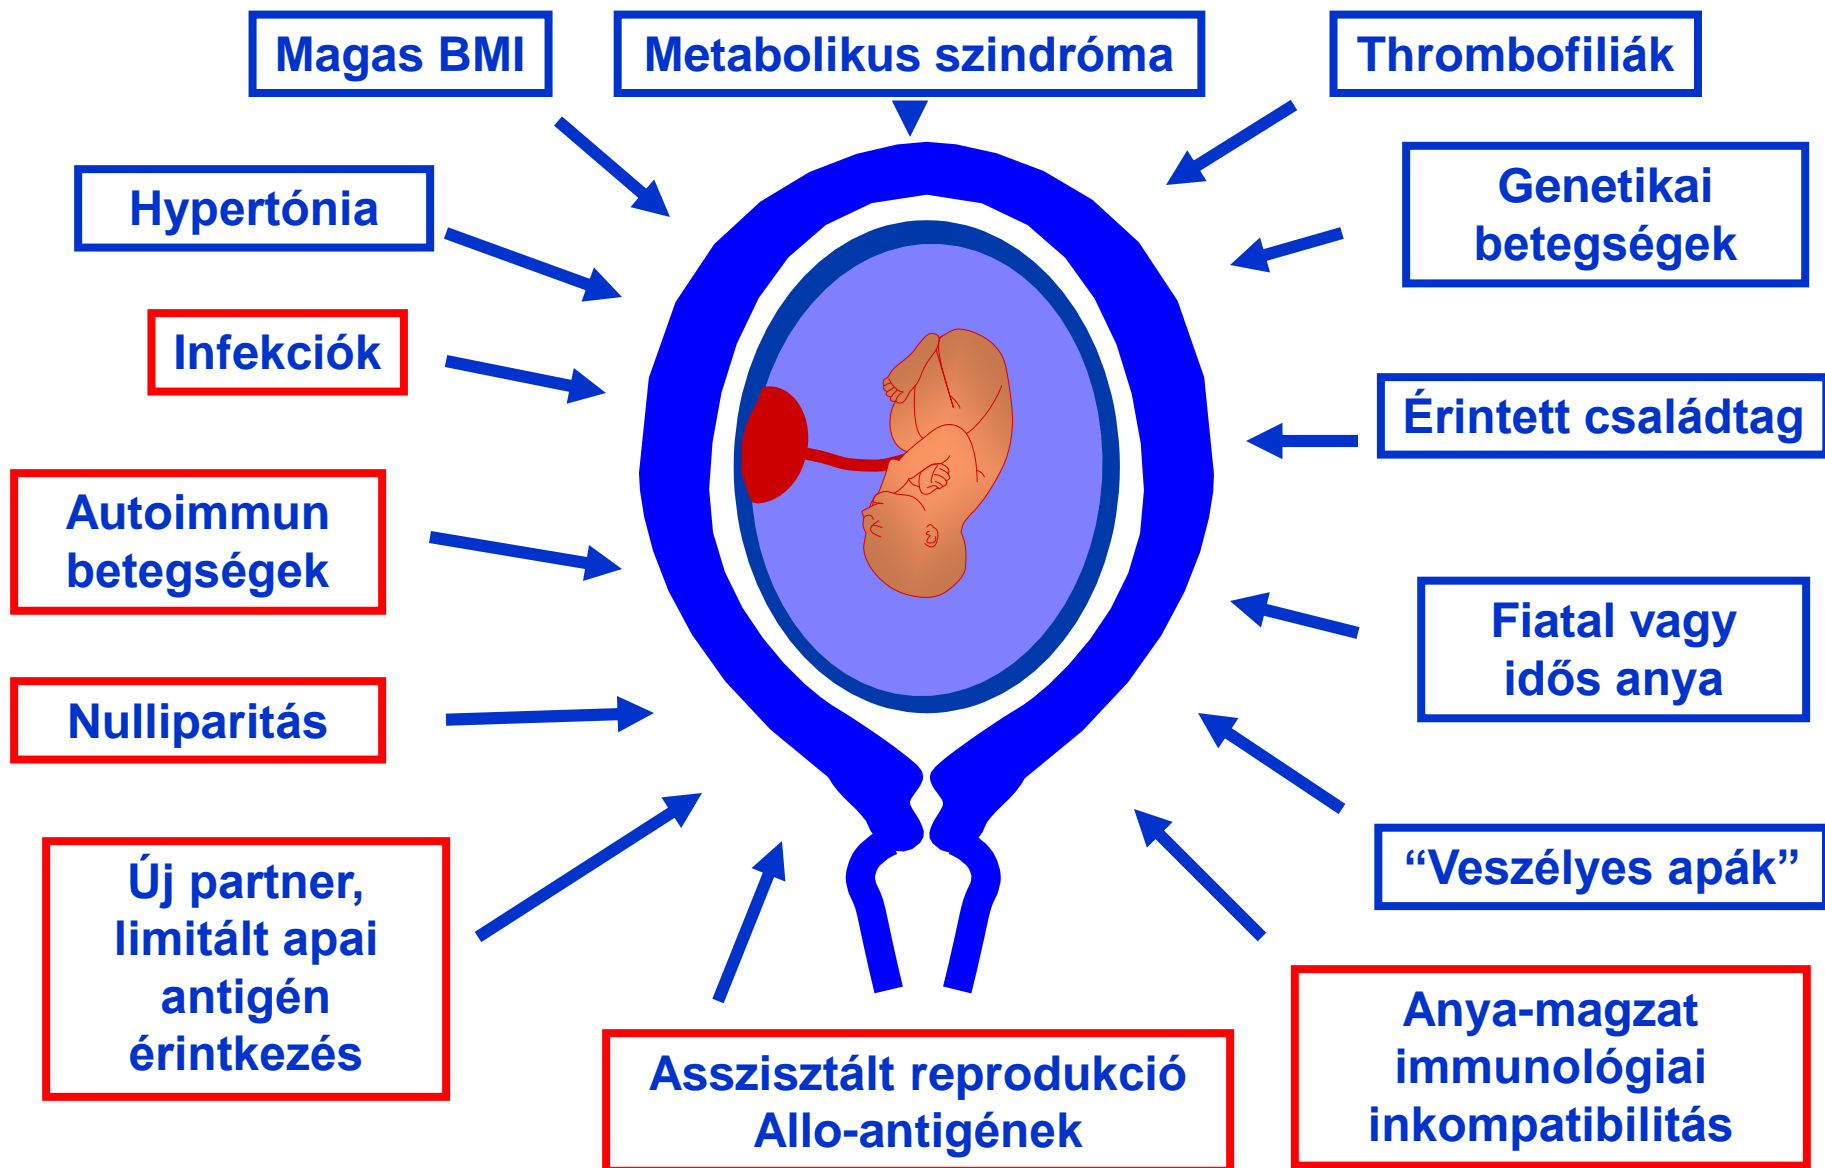 Magas BMI
Metabolikus szindróma
Thrombofiliák
Hypertónia
Genetikai
betegségek
Infekciók
Érintett családtag
Autoimmun
betegségek
Fiatal vagy
idős anya
Nulliparitás
“Veszélyes apák”
Új partner,
limitált apai
antigén
érintkezés
Asszisztált reprodukció
Allo-antigének
Anya-magzat
immunológiai
inkompatibilitás